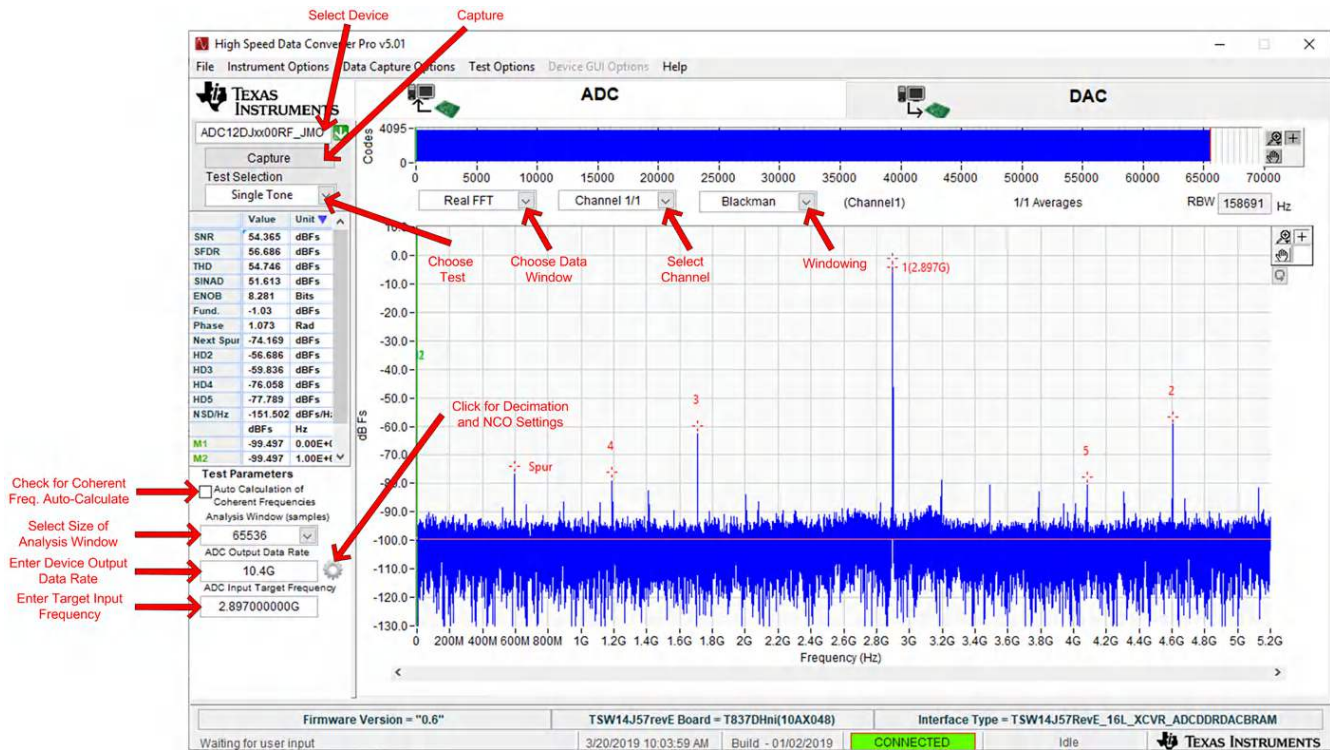 Select Device
Capture
High Speed Data Converter Pro v5.01
File Instrument Options Data Capture Options Test Options Device GUI Options Help
TEXAS INSTRUMENTS
ADC
DAC
ADC12DJxx00RF_JMO
Capture
Test Selection
Single Tone
Codes
4095
0
0 5000 10000 15000 20000 25000 30000 35000 40000 45000 50000 55000 60000 65000 70000
Real FFT
Channel 1/1
Blackman
(Channel1)
1/1 Averages
RBW 158691 Hz
Choose Test
Choose Data Window
Select Channel
Windowing
Value Unit
SNR 54.365 dBFs
SFDR 56.686 dBFs
THD 54.746 dBFs
SINAD 51.613 dBFs
ENOB 8.281 Bits
Fund. -1.03 dBFs
Phase 1.073 Rad
Next Spur -74.169 dBFs
HD2 -56.686 dBFs
HD3 -59.836 dBFs
HD4 -76.058 dBFs
HD5 -77.789 dBFs
NSD/Hz -151.502 dBFs/H
dBFs Hz
M1 -99.497 0.00E+
M2 -99.497 1.00E+
Click for Decimation and NCO Settings
dB Fs
10.0
0.0
-10.0
-20.0
-30.0
-40.0
-50.0
-60.0
-70.0
-80.0
-90.0
-100.0
-110.0
-120.0
-130.0
1(2.897G)
2
3
2
4
5
Spur
0 200M 400M 600M 800M 1G 1.2G 1.4G 1.6G 1.8G 2G 2.2G 2.4G 2.6G 2.8G 3G 3.2G 3.4G 3.6G 3.8G 4G 4.2G 4.4G 4.6G 4.8G 5G 5.2G
Frequency (Hz)
Test Parameters
Check for Coherent Freq. Auto-Calculate
Auto Calculation of Coherent Frequencies
Analysis Window (samples)
Select Size of Analysis Window
65536
ADC Output Data Rate
Enter Device Output Data Rate
10.4G
ADC Input Target Frequency
Enter Target Input Frequency
2.897000000G
Firmware Version = "0.6"
TSW14J57revE Board = T837DHni(10AX048)
Interface Type = TSW14J57RevE_16L_XCVR_ADCDDRDACBRAM
Waiting for user input
3/20/2019 10:03:59 AM
Build - 01/02/2019
CONNECTED
Idle
TEXAS INSTRUMENTS